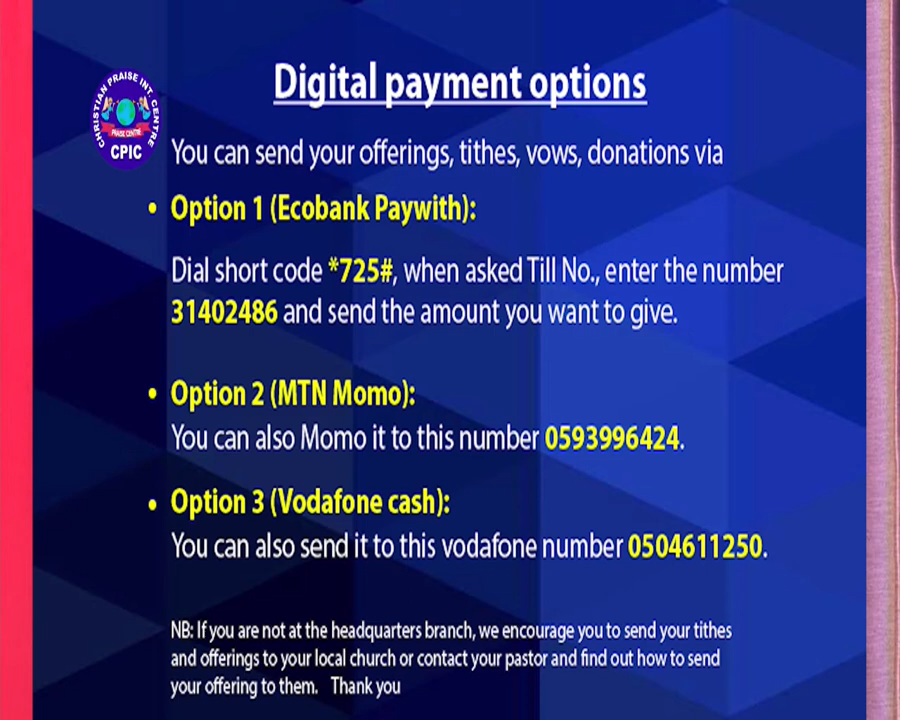 Digital payment options
CHRISTIAN PRAISE INT. CENTRE
PRAISE CENTRE
CPIC
You can send your offerings, tithes, vows, donations via
• Option 1 (Ecobank Paywith):
Dial short code *725#, when asked Till No., enter the number
31402486 and send the amount you want to give.
• Option 2 (MTN Momo):
You can also Momo it to this number 0593996424.
• Option 3 (Vodafone cash):
You can also send it to this vodafone number 0504611250.
NB: If you are not at the headquarters branch, we encourage you to send your tithes
and offerings to your local church or contact your pastor and find out how to send
your offering to them. Thank you